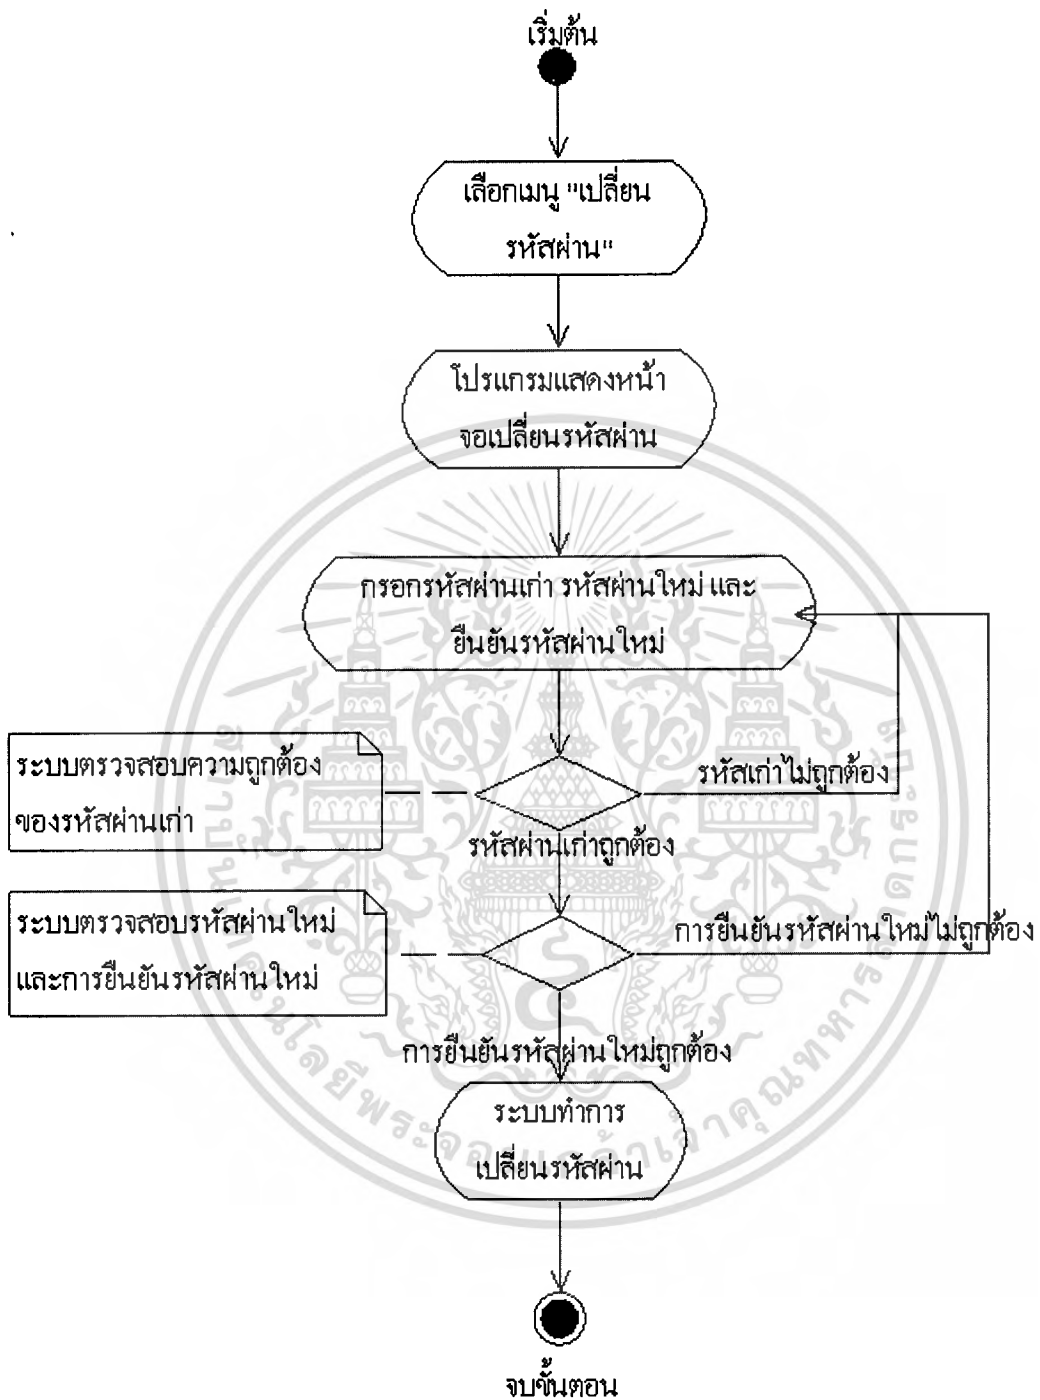 เริ่มต้น
เลือกเมนู "เปลี่ยน
รหัสผ่าน"
โปรแกรมแสดงหน้า
จอเปลี่ยนรหัสผ่าน
กรอกรหัสผ่านเก่า รหัสผ่านใหม่ และ
ยืนยันรหัสผ่านใหม่
ระบบตรวจสอบความถูกต้อง
ของรหัสผ่านเก่า
รหัสเก่าไม่ถูกต้อง
รหัสผ่านเก่าถูกต้อง
ระบบตรวจสอบรหัสผ่านใหม่
และการยืนยันรหัสผ่านใหม่
การยืนยันรหัสผ่านใหม่ไม่ถูกต้อง
การยืนยันรหัสผ่านใหม่ถูกต้อง
ระบบทำการ
เปลี่ยนรหัสผ่าน
จบขั้นตอน